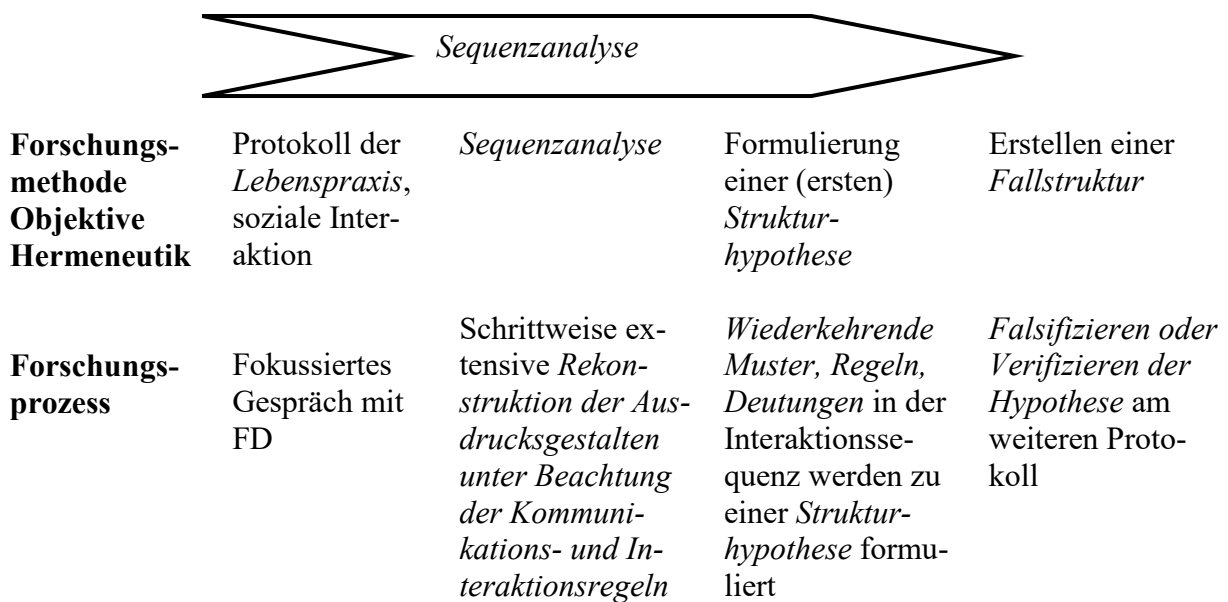 Sequenzanalyse
Forschungs-
methode
Objektive
Hermeneutik
Protokoll der
Lebenspraxis,
soziale Inter-
aktion
Sequenzanalyse
Formulierung
einer (ersten)
Struktur-
hypothese
Erstellen einer
Fallstruktur
Forschungs-
prozess
Fokussiertes
Gespräch mit
FD
Schrittweise ex-
tensive Rekon-
struktion der Aus-
drucksgestalten
unter Beachtung
der Kommuni-
kations- und In-
teraktionsregeln
Wiederkehrende
Muster, Regeln,
Deutungen in der
Interaktionsse-
quenz werden zu
einer Struktur-
hypothese formu-
liert
Falsifizieren oder
Verifizieren der
Hypothese am
weiteren Proto-
koll